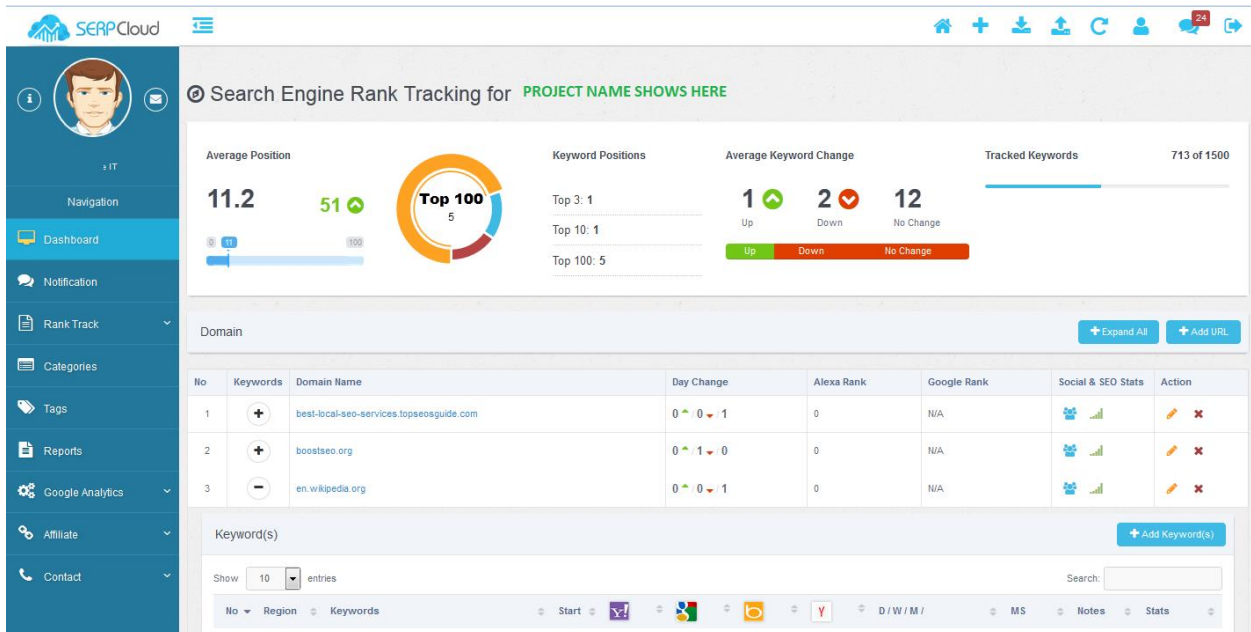 SERPCloud
24
i
Search Engine Rank Tracking for PROJECT NAME SHOWS HERE
IT
Navigation
Dashboard
Notification
Rank Track
Categories
Tags
Reports
Google Analytics
Affiliate
Contact
Average Position
11.2
51
0 11 100
Top 100
5
Keyword Positions
Top 3: 1
Top 10: 1
Top 100: 5
Average Keyword Change
1 2 12
Up Down No Change
Up Down No Change
Tracked Keywords 713 of 1500
Domain
Expand All Add URL
No Keywords Domain Name Day Change Alexa Rank Google Rank Social & SEO Stats Action
1 best-local-seo-services.topseosguide.com 0 / 0 / 1 0 N/A
2 boostseo.org 0 / 1 / 0 0 N/A
3 en.wikipedia.org 0 / 0 / 1 0 N/A
Keyword(s) Add Keyword(s)
Show 10 entries Search:
No Region Keywords Start Y! 8 b Y D / W / M / MS Notes Stats